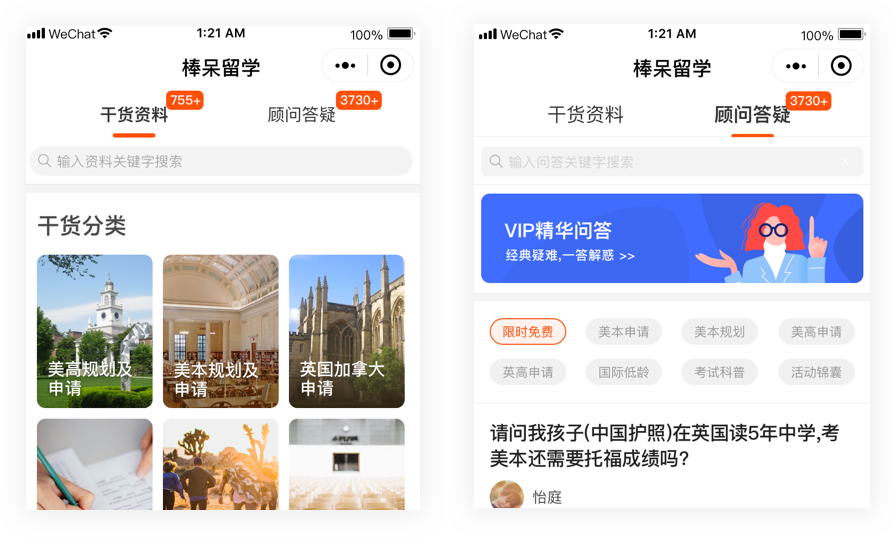 WeChat 1:21 AM 100%
棒呆留学
干货资料 755+ 顾问答疑 3730+
输入资料关键字搜索
干货分类
美高规划及
申请
美本规划及
申请
英国加拿大
申请
WeChat 1:21 AM 100%
棒呆留学
干货资料 顾问答疑 3730+
输入问答关键字搜索
VIP精华问答
经典疑难,一答解惑 >>
限时免费 美本申请 美本规划 美高申请
英高申请 国际低龄 考试科普 活动锦囊
请问我孩子(中国护照)在英国读5年中学,考
美本还需要托福成绩吗?
怡庭